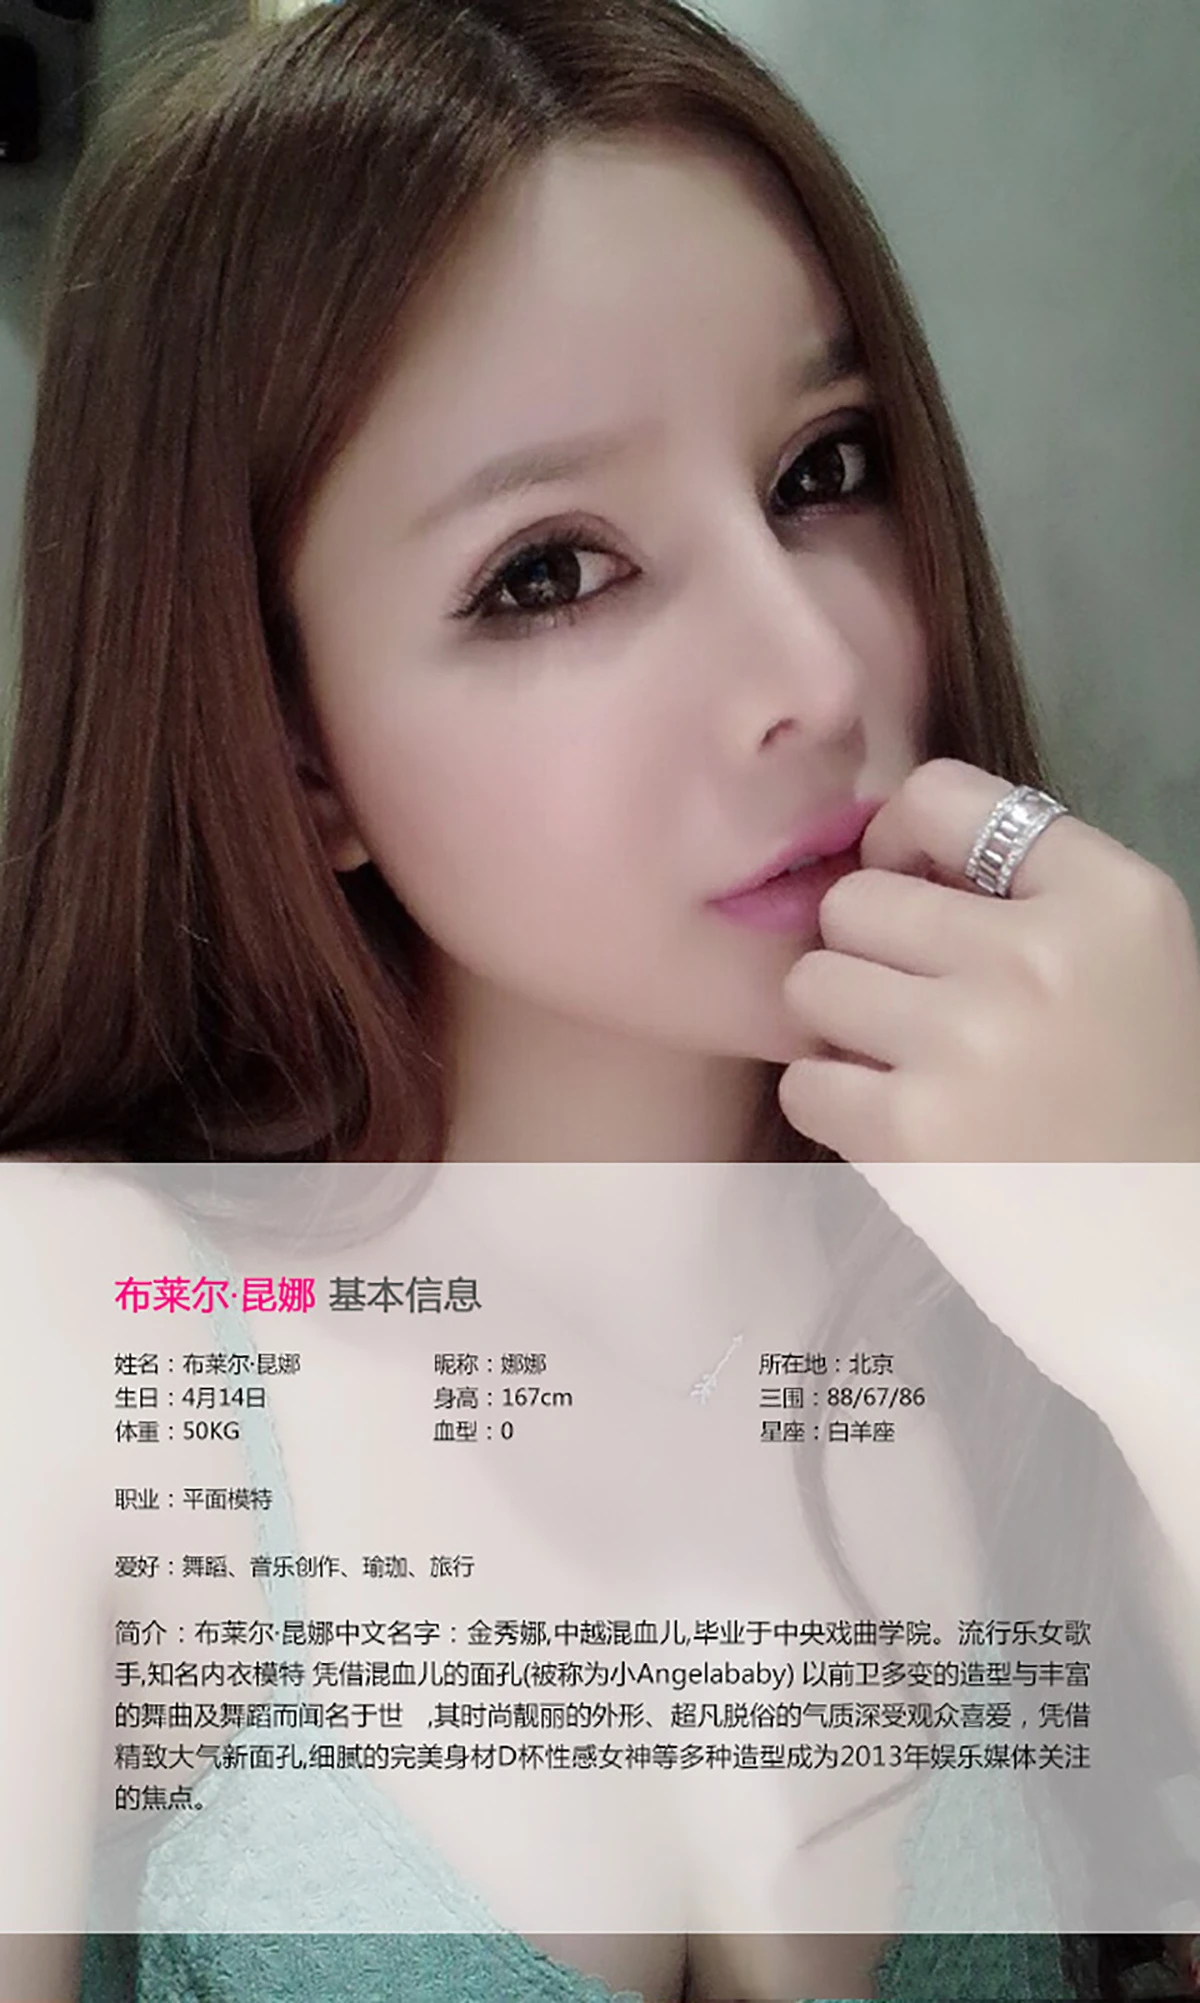 布莱尔·昆娜 基本信息
姓名：布莱尔·昆娜 昵称：娜娜 所在地：北京
生日：4月14日 身高：167cm 三围：88/67/86
体重：50KG 血型：O 星座：白羊座
职业：平面模特
爱好：舞蹈、音乐创作、瑜珈、旅行
简介：布莱尔·昆娜中文名字：金秀娜,中越混血儿,毕业于中央戏曲学院。流行乐女歌
手,知名内衣模特 凭借混血儿的面孔(被称为小Angelababy) 以前卫多变的造型与丰富
的舞曲及舞蹈而闻名于世 ,其时尚靓丽的外形、超凡脱俗的气质深受观众喜爱，凭借
精致大气新面孔,细腻的完美身材D杯性感女神等多种造型成为2013年娱乐媒体关注
的焦点。